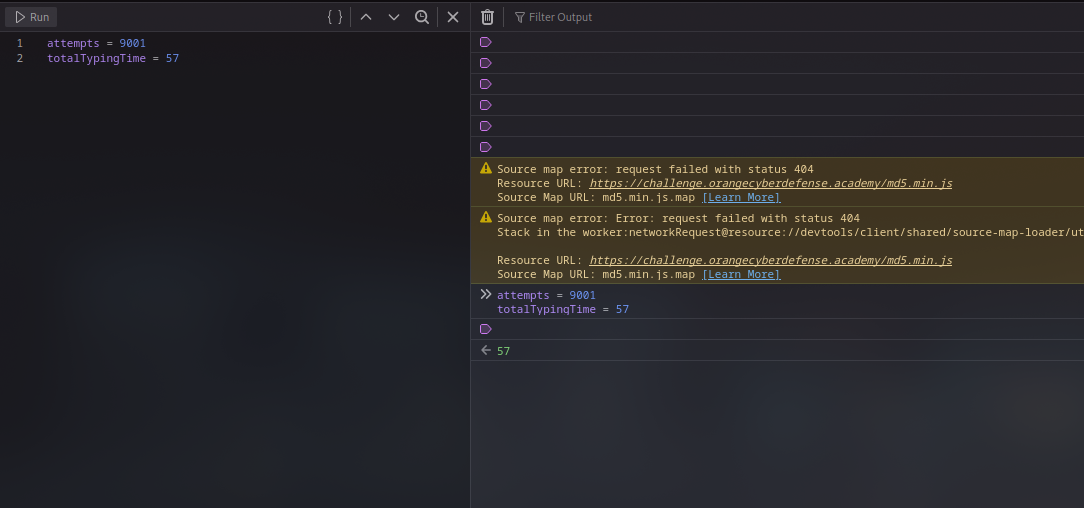 Run
{ }
Filter Output
1 attempts = 9001
2 totalTypingTime = 57
Source map error: request failed with status 404
Resource URL: https://challenge.orangecyberdefense.academy/md5.min.js
Source Map URL: md5.min.js.map [Learn More]
Source map error: Error: request failed with status 404
Stack in the worker:networkRequest@resource://devtools/client/shared/source-map-loader/ut
Resource URL: https://challenge.orangecyberdefense.academy/md5.min.js
Source Map URL: md5.min.js.map [Learn More]
attempts = 9001
totalTypingTime = 57
57